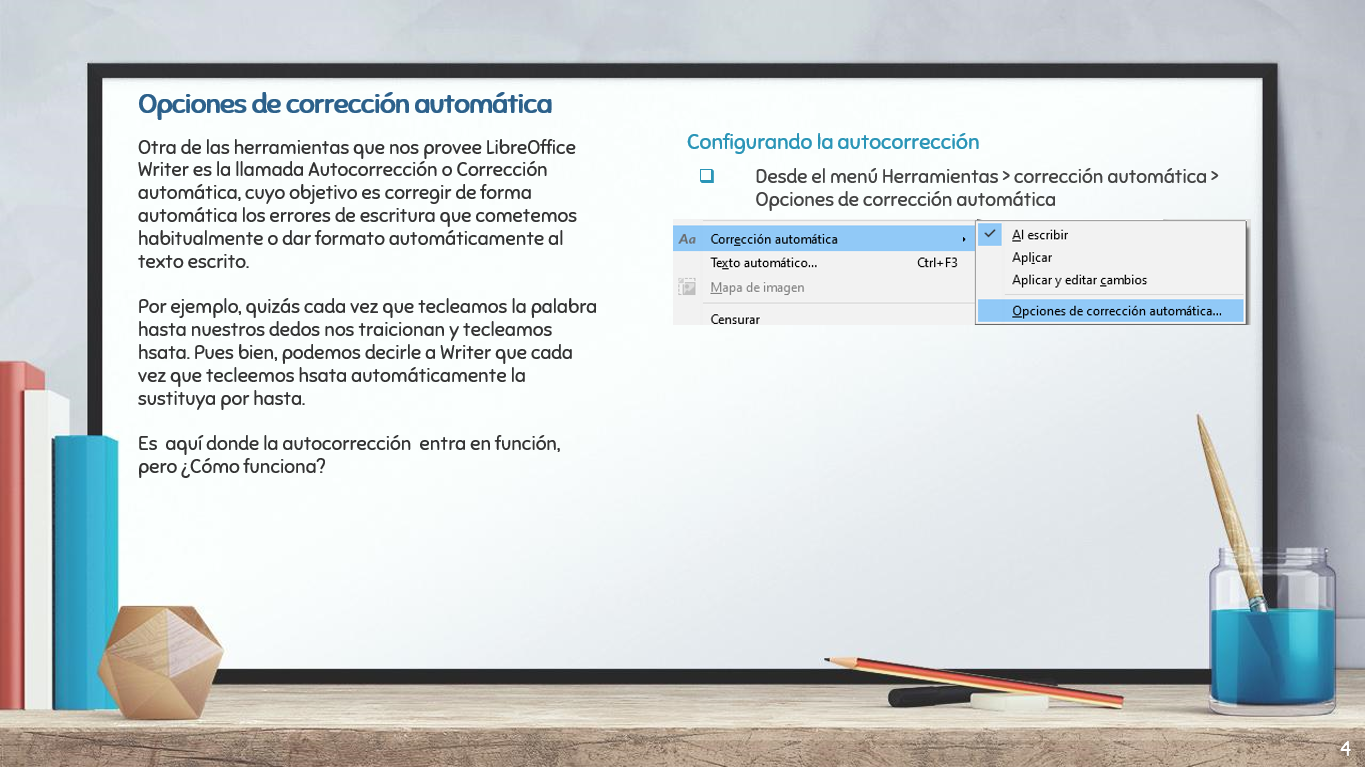 Opciones de corrección automática
Otra de las herramientas que nos provee LibreOffice
Writer es la llamada Autocorrección o Corrección
automática, cuyo objetivo es corregir de forma
automática los errores de escritura que cometemos
habitualmente o dar formato automáticamente al
texto escrito.
Por ejemplo, quizás cada vez que tecleamos la palabra
hasta nuestros dedos nos traicionan y tecleamos
hsata. Pues bien, podemos decirle a Writer que cada
vez que tecleemos hsata automáticamente la
sustituya por hasta.
Es  aquí donde la autocorrección  entra en función,
pero ¿Cómo funciona?
Configurando la autocorrección
Desde el menú Herramientas > corrección automática >
Opciones de corrección automática
Aa Corrección automática
Texto automático... Ctrl+F3
Mapa de imagen
Censurar
Al escribir
Aplicar
Aplicar y editar cambios
Opciones de corrección automática...
4